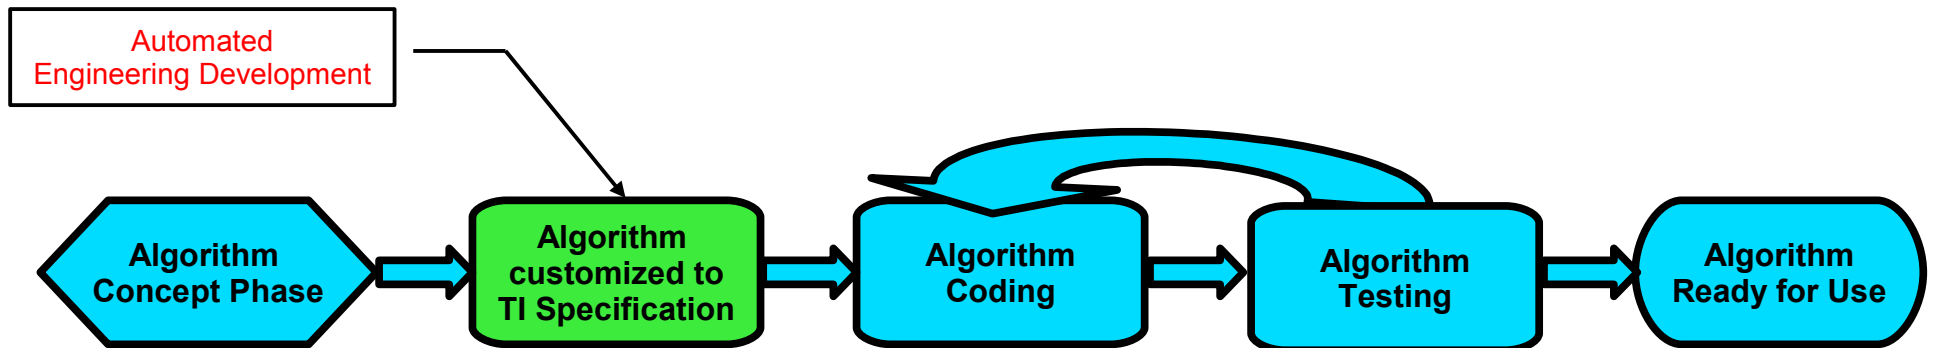 Automated
Engineering Development
Algorithm
Concept Phase
Algorithm
customized to
TI Specification
Algorithm
Coding
Algorithm
Testing
Algorithm
Ready for Use